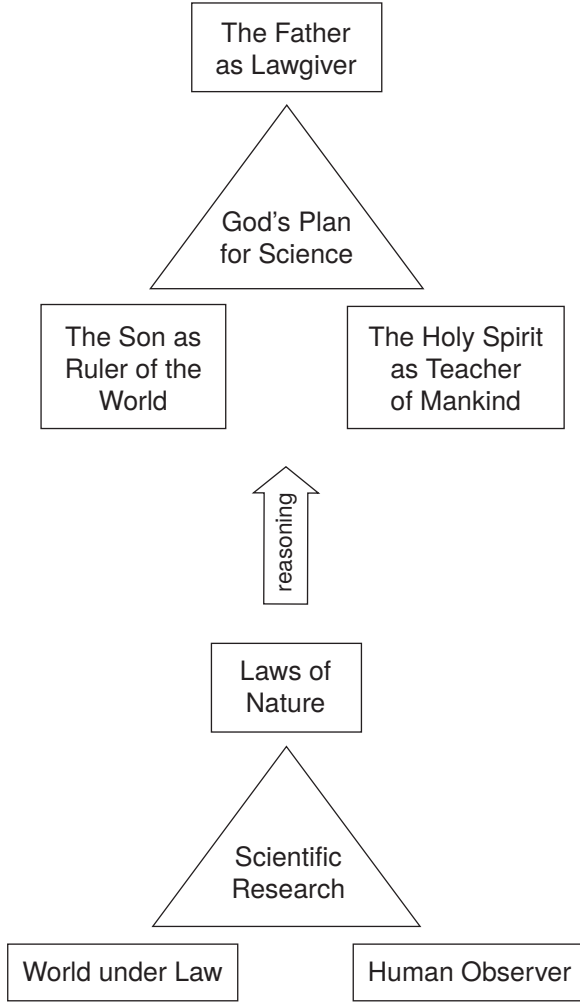 The Father
as Lawgiver
God’s Plan
for Science
The Son as
Ruler of the
World
The Holy Spirit
as Teacher
of Mankind
reasoning
Laws of
Nature
Scientific
Research
World under Law
Human Observer